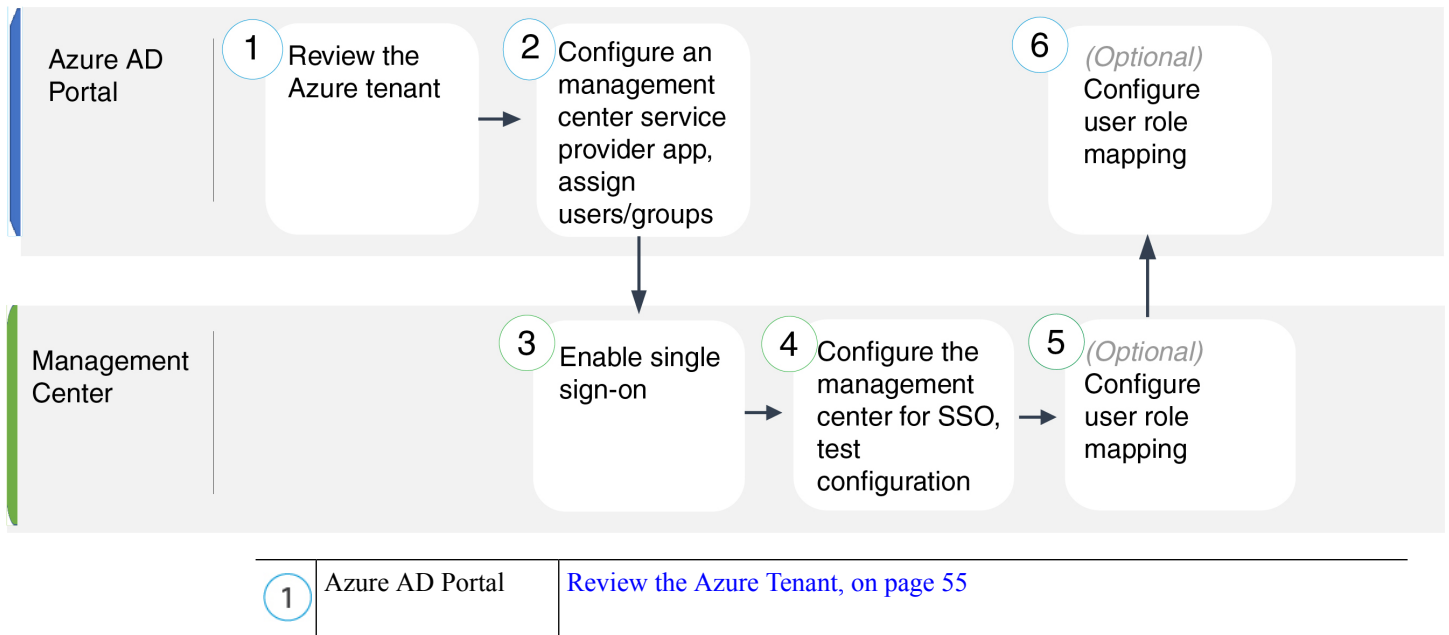 Azure AD
Portal
1
Review the
Azure tenant
2
Configure an
management
center service
provider app,
assign
users/groups
6
(Optional)
Configure
user role
mapping
Management
Center
3
Enable single
sign-on
4
Configure the
management
center for SSO,
test
configuration
5
(Optional)
Configure
user role
mapping
1
Azure AD Portal
Review the Azure Tenant, on page 55